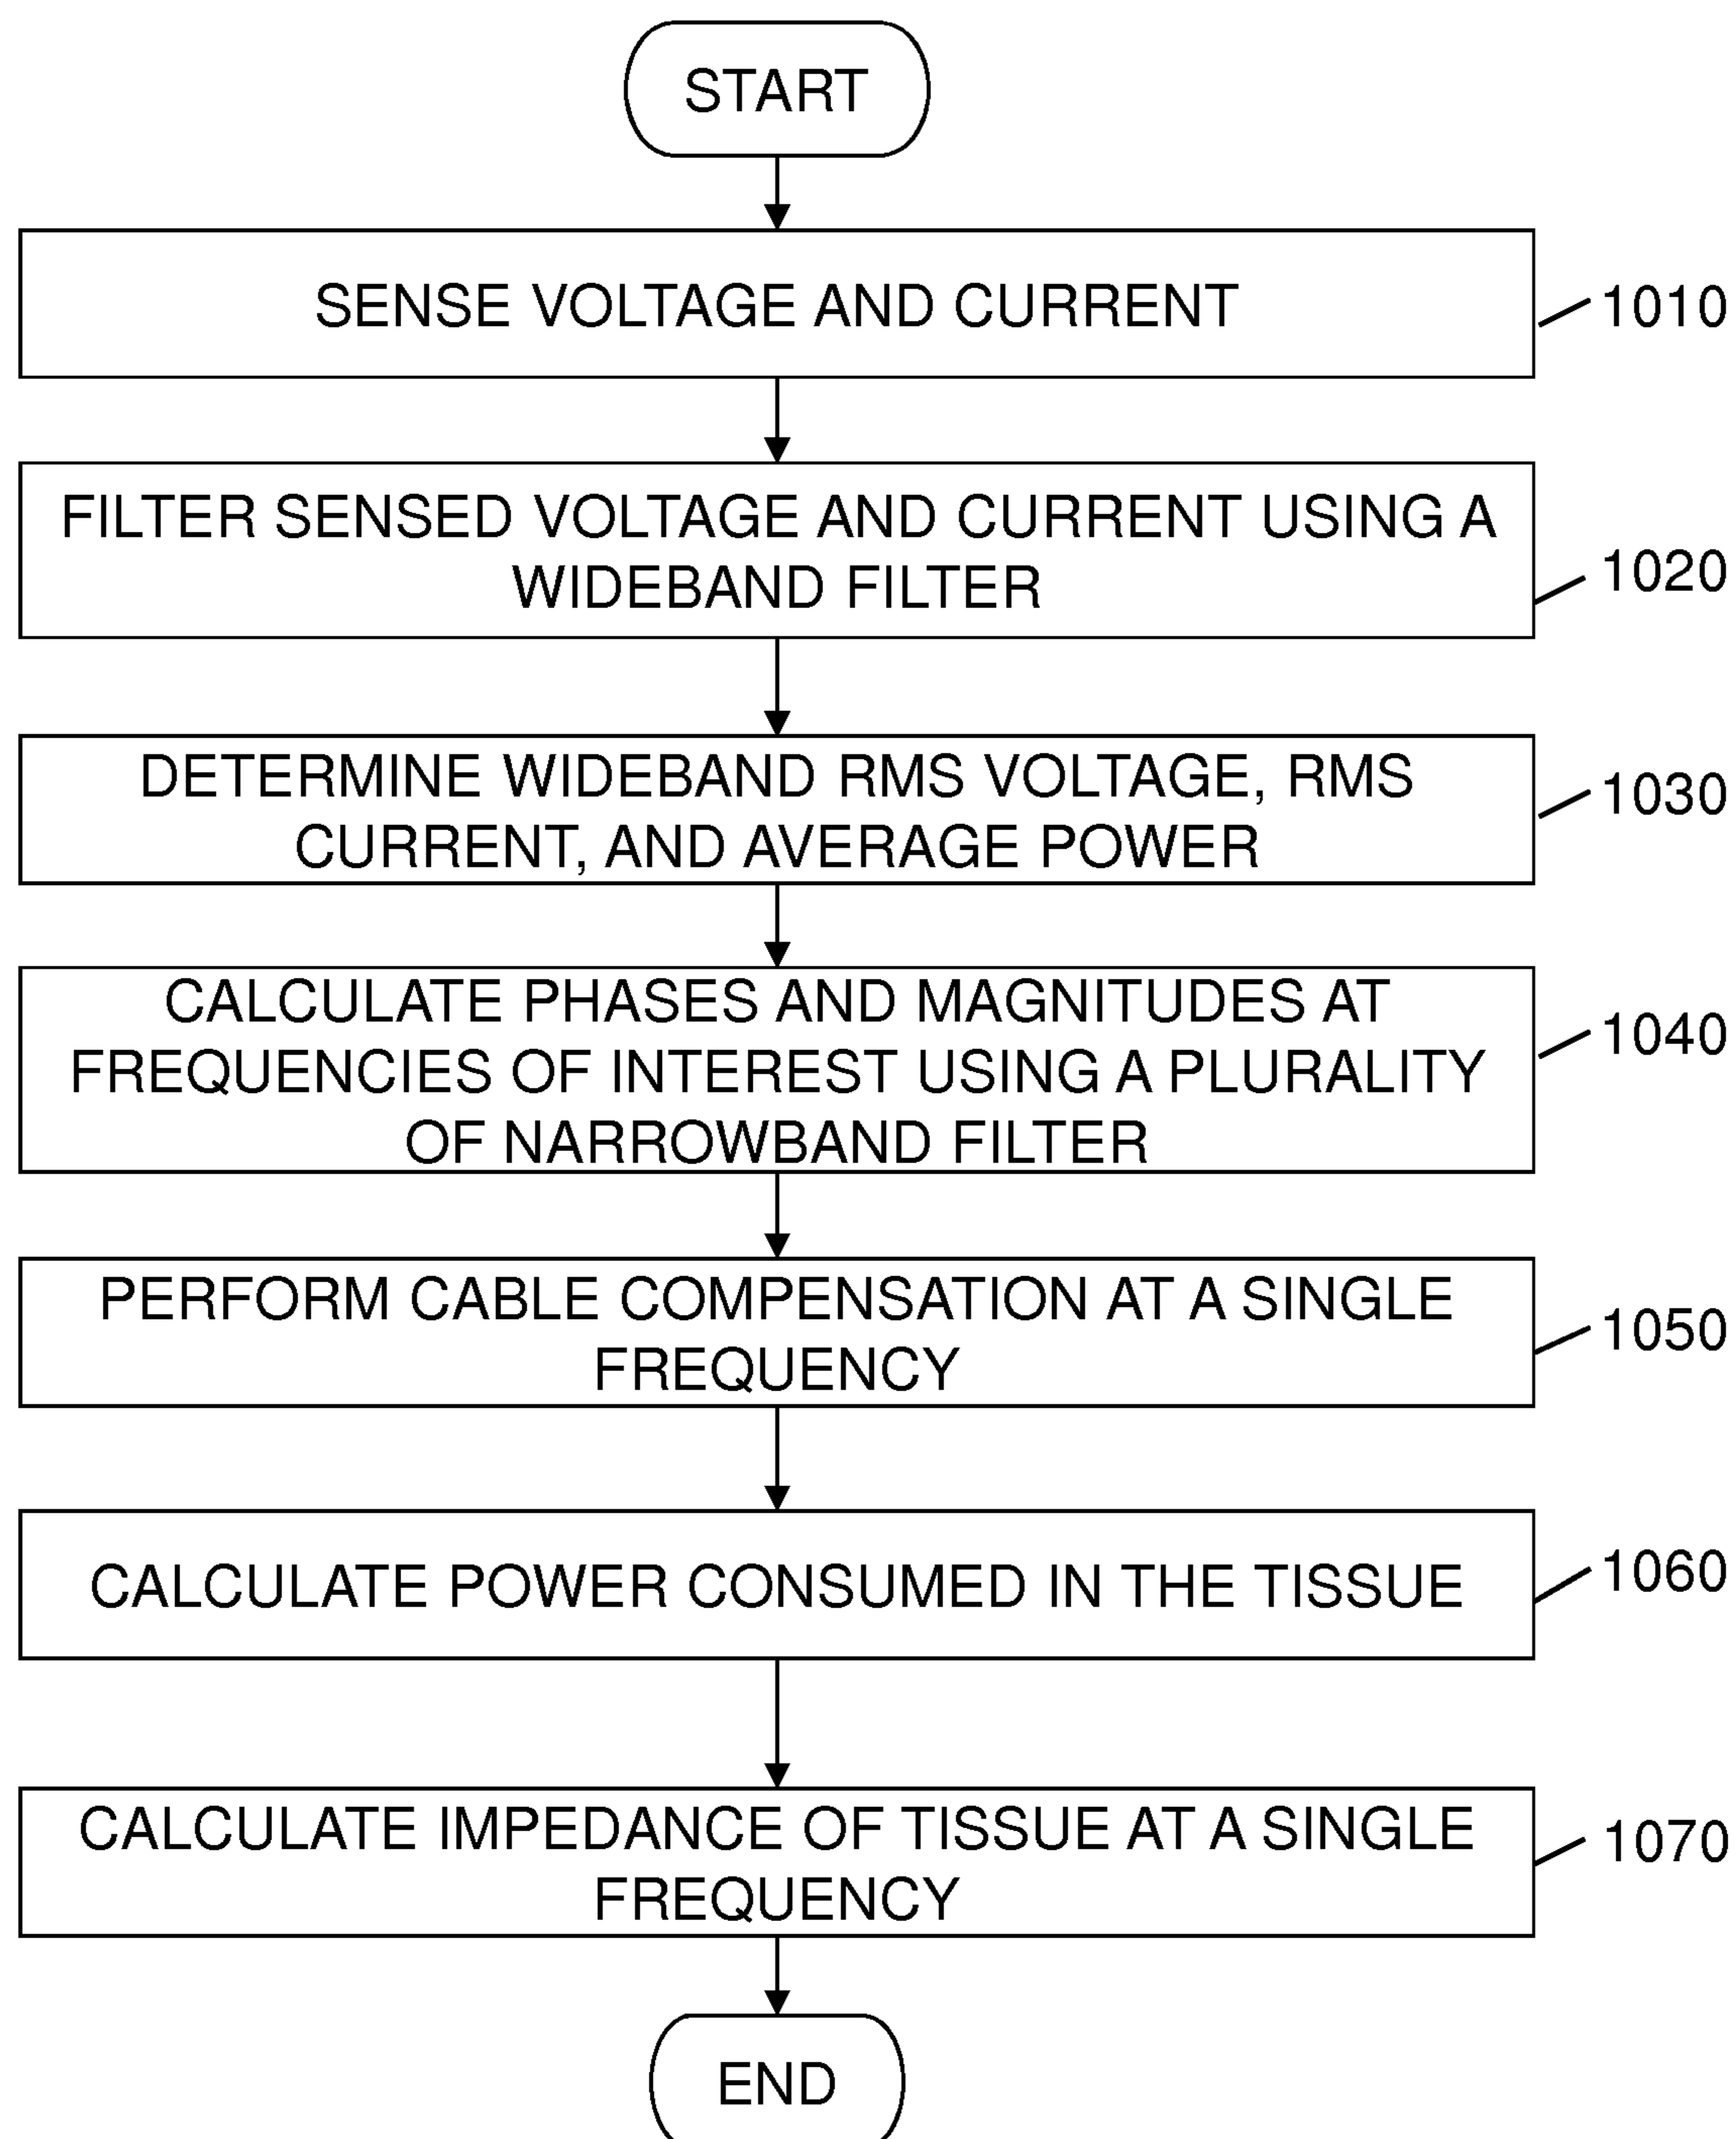 START
SENSE VOLTAGE AND CURRENT
1010
FILTER SENSED VOLTAGE AND CURRENT USING A
WIDEBAND FILTER
1020
DETERMINE WIDEBAND RMS VOLTAGE, RMS
CURRENT, AND AVERAGE POWER
1030
CALCULATE PHASES AND MAGNITUDES AT
FREQUENCIES OF INTEREST USING A PLURALITY
OF NARROWBAND FILTER
1040
PERFORM CABLE COMPENSATION AT A SINGLE
FREQUENCY
1050
CALCULATE POWER CONSUMED IN THE TISSUE
1060
CALCULATE IMPEDANCE OF TISSUE AT A SINGLE
FREQUENCY
1070
END